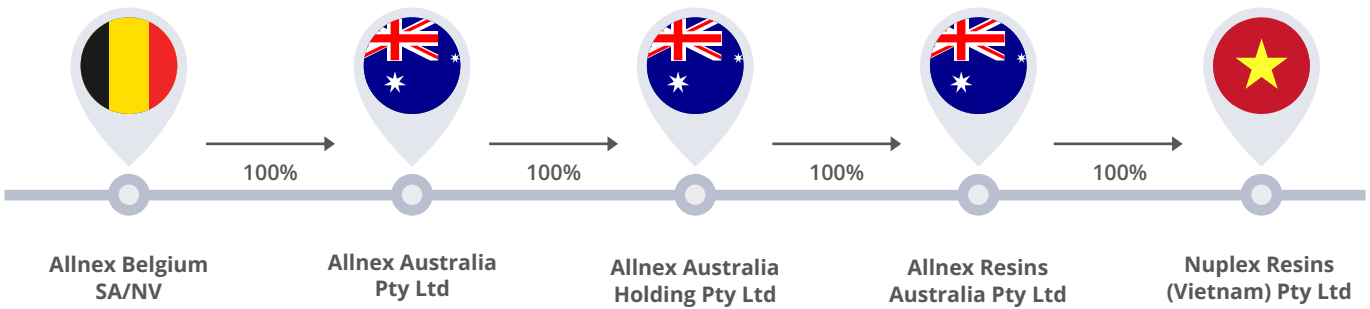 100%
100%
100%
100%
Allnex Belgium
SA/NV
Allnex Australia
Pty Ltd
Allnex Australia
Holding Pty Ltd
Allnex Resins
Australia Pty Ltd
Nuplex Resins
(Vietnam) Pty Ltd